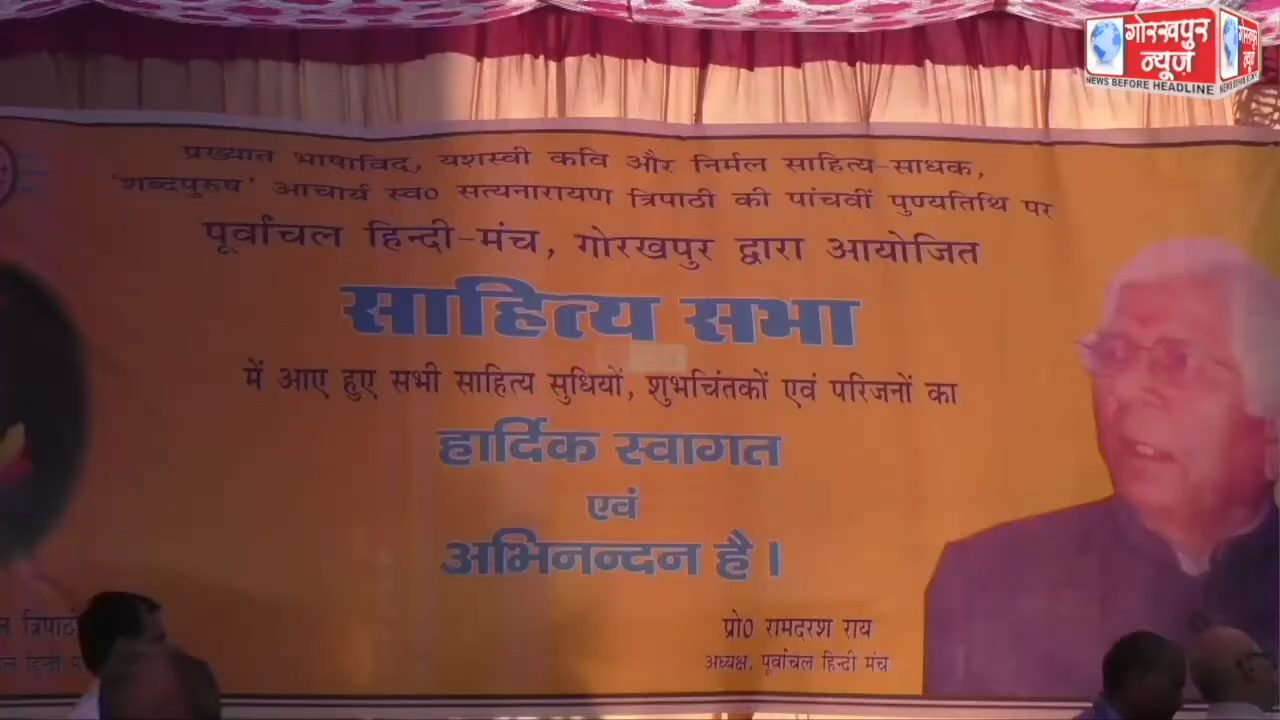 गोरखपुर
न्यूज़
NEWS BEFORE HEADLINE
प्रख्यात भाषाविद, यशस्वी कवि और निर्मल साहित्य-साधक,
'शब्दपुरुष' आचार्य स्व० सत्यनारायण त्रिपाठी की पांचवीं पुण्यतिथि पर
पूर्वांचल हिन्दी-मंच, गोरखपुर द्वारा आयोजित
साहित्य सभा
में आए हुए सभी साहित्य सुधियों, शुभचिंतकों एवं परिजनों का
हार्दिक स्वागत
एवं
अभिनन्दन है।
त्रिपाठी
प्रो0 रामदरश राय
अध्यक्ष, पूर्वांचल हिन्दी मंच